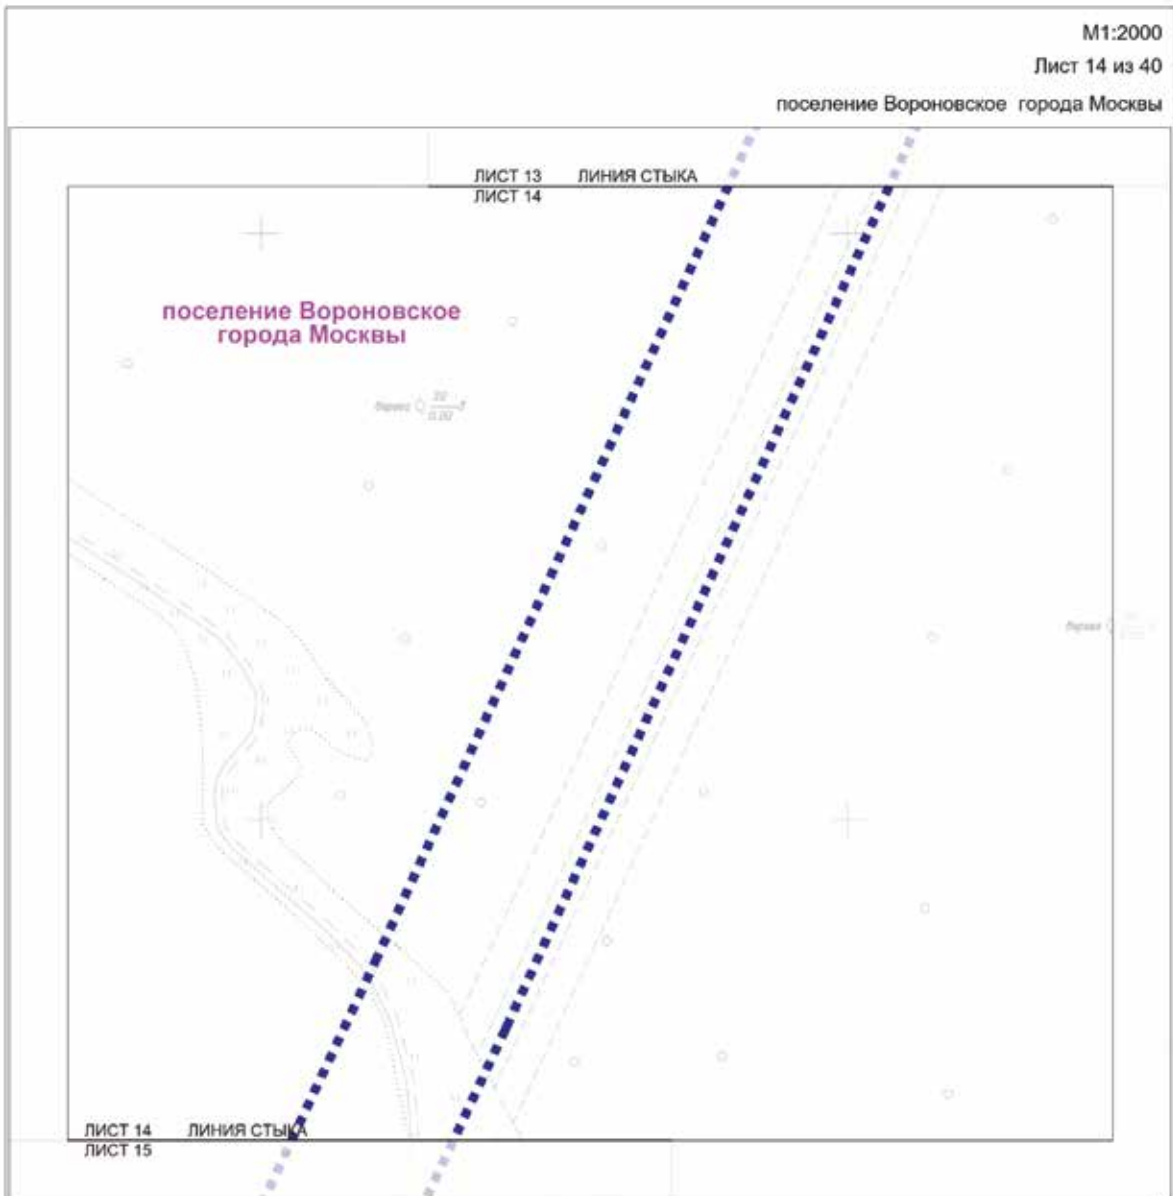 М1:2000
Лист 14 из 40
поселение Вороновское города Москвы
ЛИСТ 13 ЛИНИЯ СТЫКА
ЛИСТ 14
поселение Вороновское
города Москвы
ЛИСТ 14 ЛИНИЯ СТЫКА
ЛИСТ 15